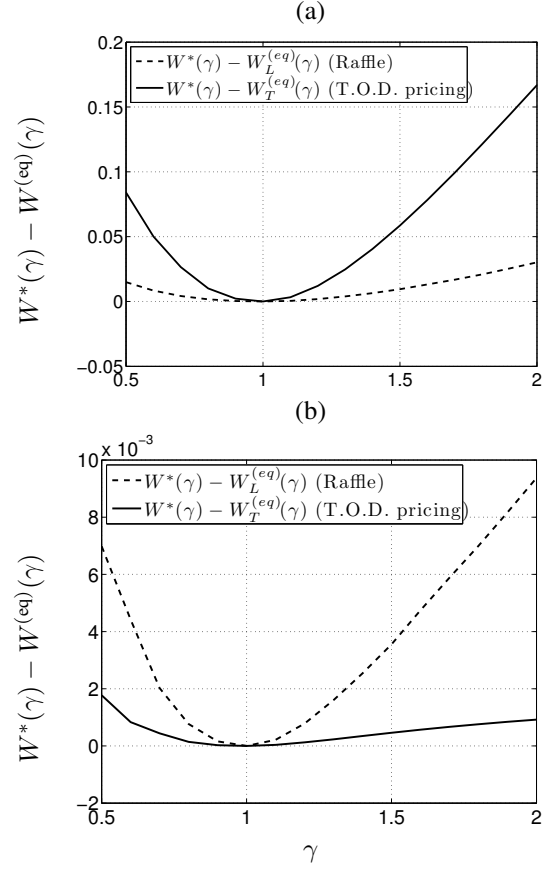 (a)
W*(γ) − W^(eq)(γ)
0.2
0.15
0.1
0.05
0
−0.05
W*(γ) − W_L^(eq)(γ) (Raffle)
W*(γ) − W_T^(eq)(γ) (T.O.D. pricing)
0.5 1 1.5 2
(b)
x 10^−3
W*(γ) − W^(eq)(γ)
10
8
6
4
2
0
−2
W*(γ) − W_L^(eq)(γ) (Raffle)
W*(γ) − W_T^(eq)(γ) (T.O.D. pricing)
0.5 1 1.5 2
γ